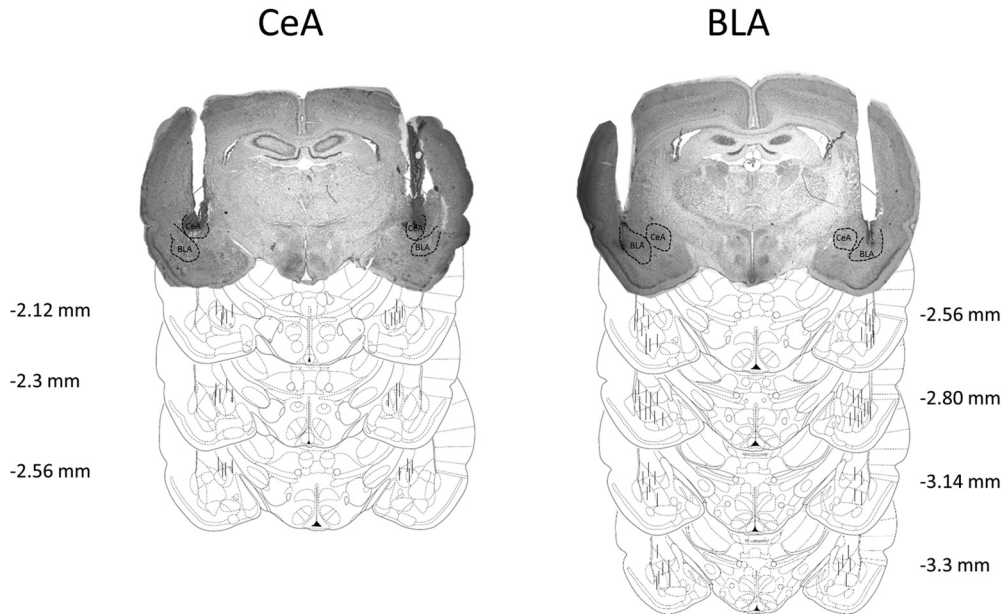 CeA
BLA
CeA
BLA
CeA
BLA
BLA
CeA
CeA
BLA
-2.12 mm
-2.3 mm
-2.56 mm
-2.56 mm
-2.80 mm
-3.14 mm
-3.3 mm